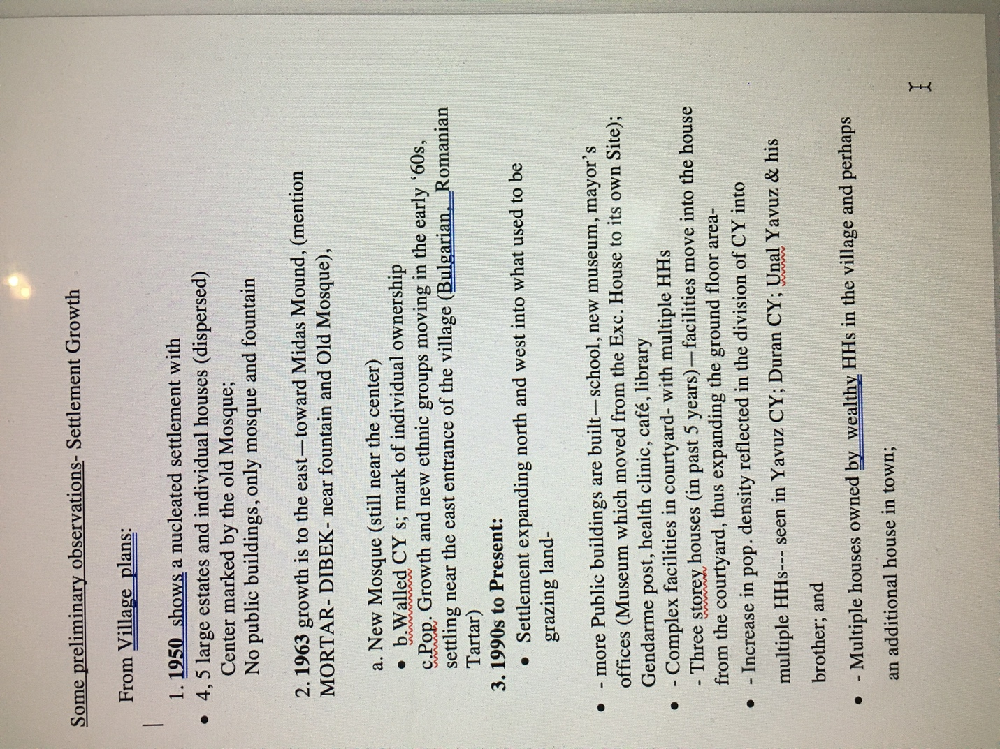 Some preliminary observations- Settlement Growth
From Village plans:
1. 1950 shows a nucleated settlement with
• 4, 5 large estates and individual houses (dispersed)
Center marked by the old Mosque;
No public buildings, only mosque and fountain
2. 1963 growth is to the east—toward Midas Mound, (mention
MORTAR- DIBEK- near fountain and Old Mosque),
a. New Mosque (still near the center)
• b.Walled CY s; mark of individual ownership
c.Pop. Growth and new ethnic groups moving in the early ‘60s,
settling near the east entrance of the village (Bulgarian, Romanian
Tartar)
3. 1990s to Present:
• Settlement expanding north and west into what used to be
grazing land-
• - more Public buildings are built—school, new museum, mayor’s
offices (Museum which moved from the Exc. House to its own Site);
Gendarme post, health clinic, café, library
• - Complex facilities in courtyard- with multiple HHs
- Three storey houses (in past 5 years)—facilities move into the house
from the courtyard, thus expanding the ground floor area-
• - Increase in pop. density reflected in the division of CY into
multiple HHs--- seen in Yavuz CY; Duran CY; Unal Yavuz & his
brother; and
• - Multiple houses owned by wealthy HHs in the village and perhaps
an additional house in town;